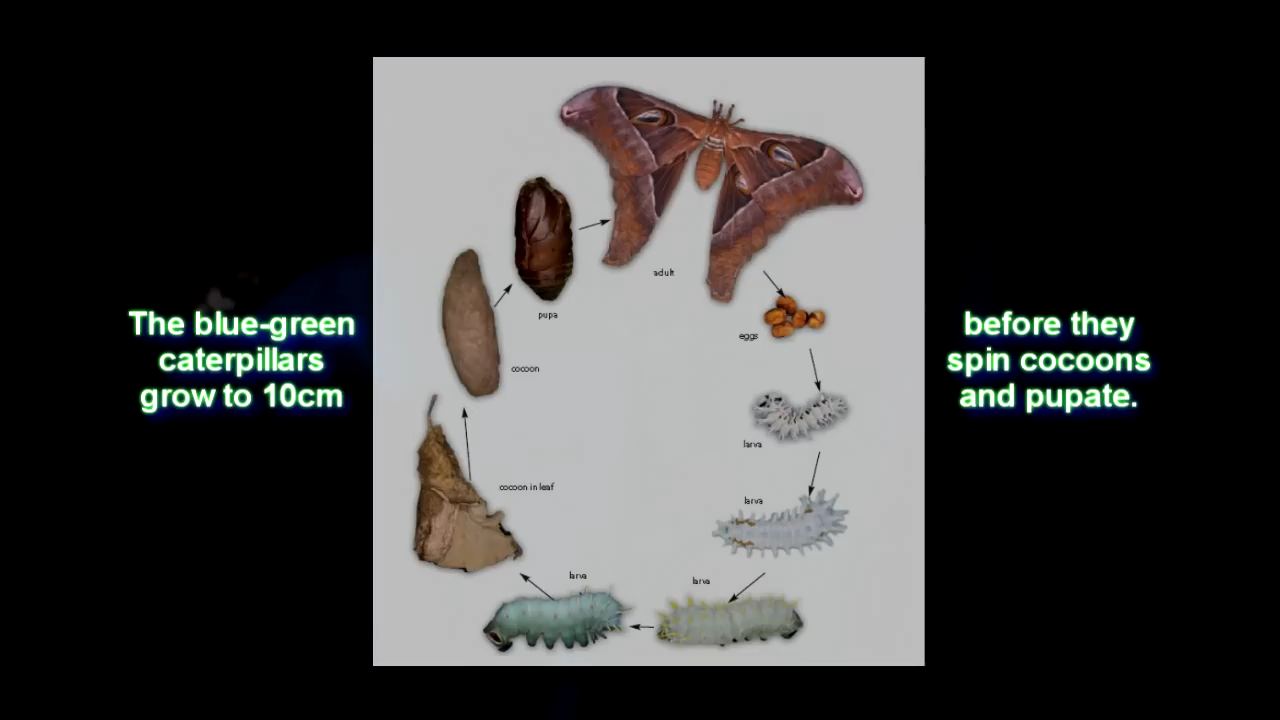 The blue-green
caterpillars
grow to 10cm
before they
spin cocoons
and pupate.
adult
eggs
larva
larva
larva
larva
cocoon in leaf
cocoon
pupa